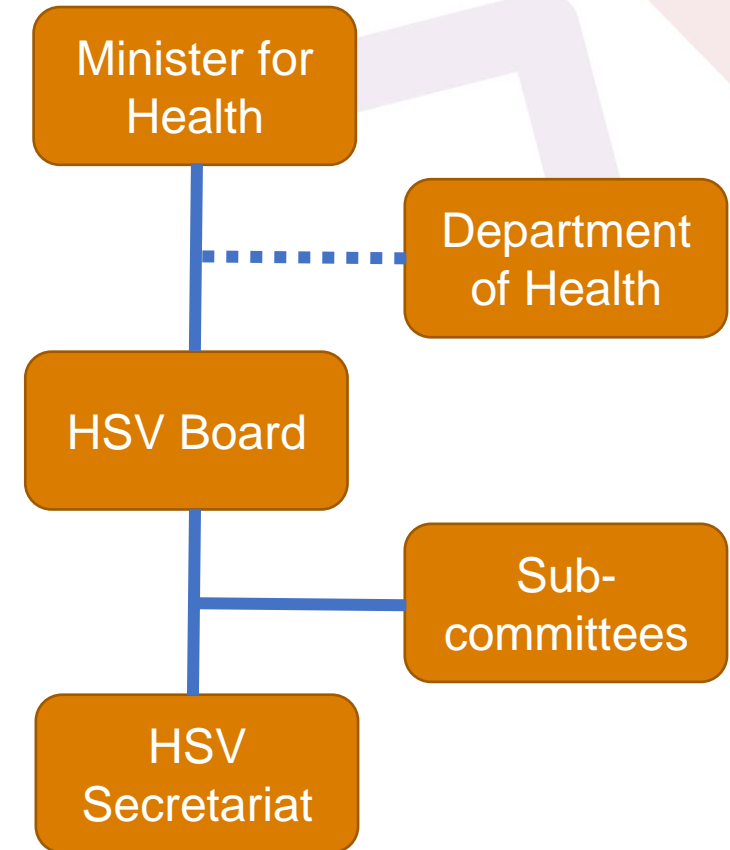 Minister for
Health
Department
of Health
HSV Board
Sub-
committees
HSV
Secretariat